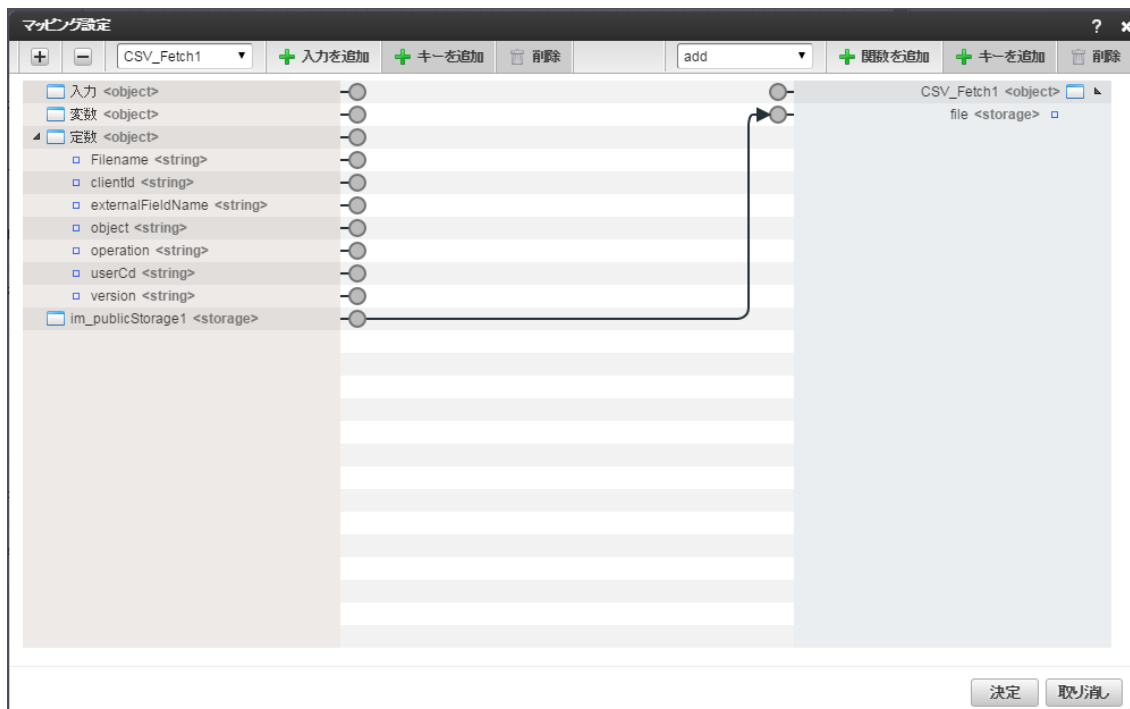 マッピング設定 ? ×
+ − CSV_Fetch1 ▼ 入力を追加 キーを追加 削除 add ▼ 関数を追加 キーを追加 削除
入力 <object> CSV_Fetch1 <object>
変数 <object> file <storage>
定数 <object>
Filename <string>
clientId <string>
externalFieldName <string>
object <string>
operation <string>
userCd <string>
version <string>
im_publicStorage1 <storage>
決定 取り消し